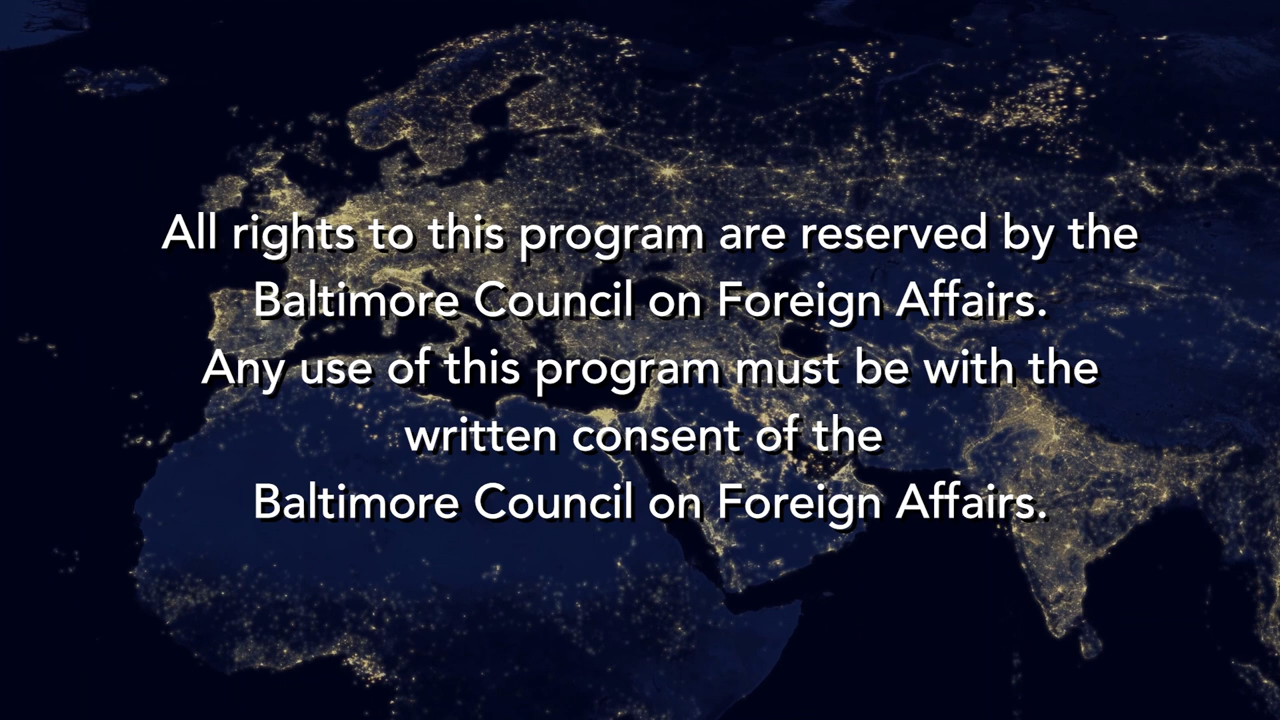 All rights to this program are reserved by the
Baltimore Council on Foreign Affairs.
Any use of this program must be with the
written consent of the
Baltimore Council on Foreign Affairs.